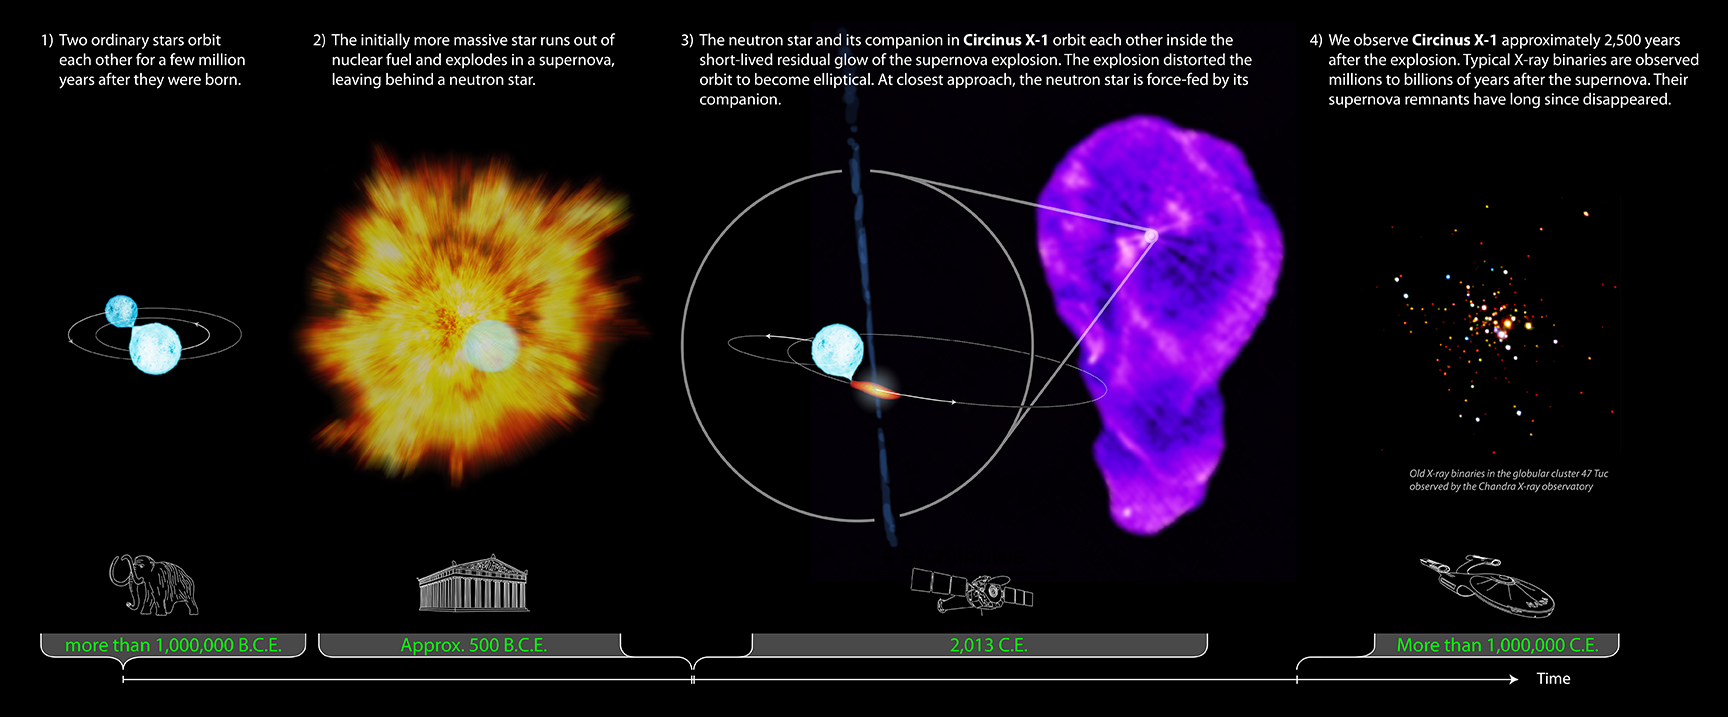 1) Two ordinary stars orbit
each other for a few million
years after they were born.
2) The initially more massive star runs out of
nuclear fuel and explodes in a supernova,
leaving behind a neutron star.
3) The neutron star and its companion in Circinus X-1 orbit each other inside the
short-lived residual glow of the supernova explosion. The explosion distorted the
orbit to become elliptical. At closest approach, the neutron star is force-fed by its
companion.
4) We observe Circinus X-1 approximately 2,500 years
after the explosion. Typical X-ray binaries are observed
millions to billions of years after the supernova. Their
supernova remnants have long since disappeared.
Old X-ray binaries in the globular cluster 47 Tuc
observed by the Chandra X-ray observatory
more than 1,000,000 B.C.E.
Approx. 500 B.C.E.
2,013 C.E.
More than 1,000,000 C.E.
Time